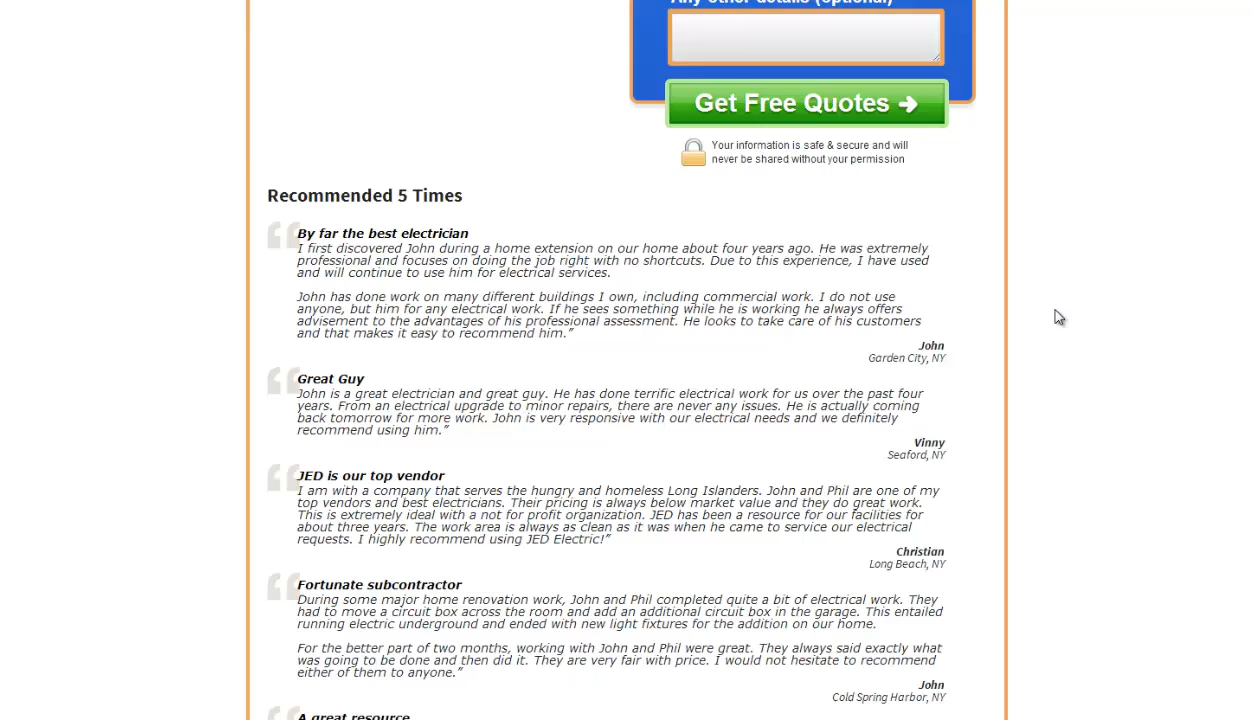 Any other details (optional)
Get Free Quotes
Your information is safe & secure and will
never be shared without your permission
Recommended 5 Times
By far the best electrician
I first discovered John during a home extension on our home about four years ago. He was extremely
professional and focuses on doing the job right with no shortcuts. Due to this experience, I have used
and will continue to use him for electrical services.
John has done work on many different buildings I own, including commercial work. I do not use
anyone, but him for any electrical work. If he sees something while he is working he always offers
advisement to the advantages of his professional assessment. He looks to take care of his customers
and that makes it easy to recommend him.”
John
Garden City, NY
Great Guy
John is a great electrician and great guy. He has done terrific electrical work for us over the past four
years. From an electrical upgrade to minor repairs, there are never any issues. He is actually coming
back tomorrow for more work. John is very responsive with our electrical needs and we definitely
recommend using him.”
Vinny
Seaford, NY
JED is our top vendor
I am with a company that serves the hungry and homeless Long Islanders. John and Phil are one of my
top vendors and best electricians. Their pricing is always below market value and they do great work.
This is extremely ideal with a not for profit organization. JED has been a resource for our facilities for
about three years. The work area is always as clean as it was when he came to service our electrical
requests. I highly recommend using JED Electric!”
Christian
Long Beach, NY
Fortunate subcontractor
During some major home renovation work, John and Phil completed quite a bit of electrical work. They
had to move a circuit box across the room and add an additional circuit box in the garage. This entailed
running electric underground and ended with new light fixtures for the addition on our home.
For the better part of two months, working with John and Phil were great. They always said exactly what
was going to be done and then did it. They are very fair with price. I would not hesitate to recommend
either of them to anyone.”
John
Cold Spring Harbor, NY
A great resource